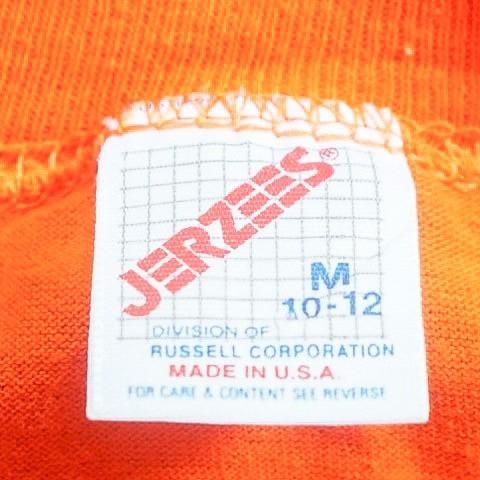 JERZEES®
M
10-12
DIVISION OF
RUSSELL CORPORATION
MADE IN U.S.A.
FOR CARE & CONTENT SEE REVERSE